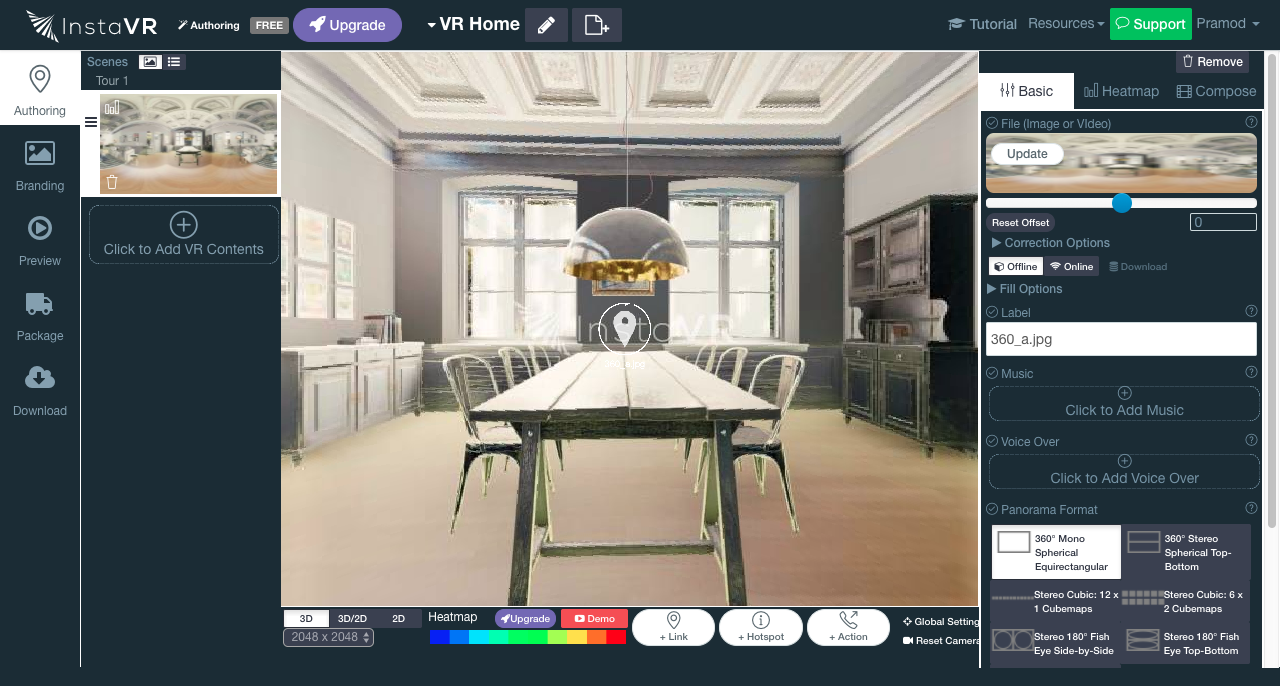 InstaVR
Authoring
FREE
Upgrade
VR Home
Tutorial
Resources
Support
Pramod
Authoring
Branding
Preview
Package
Download
Scenes
Tour 1
Click to Add VR Contents
InstaVR
360_a.jpg
3D
3D/2D
2D
2048 x 2048
Heatmap
Upgrade
Demo
+ Link
+ Hotspot
+ Action
Global Setting
Reset Camera
Remove
Basic
Heatmap
Compose
File (Image or VIdeo)
Update
Reset Offset
0
Correction Options
Offline
Online
Download
Fill Options
Label
360_a.jpg
Music
Click to Add Music
Voice Over
Click to Add Voice Over
Panorama Format
360° Mono
Spherical
Equirectangular
360° Stereo
Spherical Top-
Bottom
Stereo Cubic: 12 x
1 Cubemaps
Stereo Cubic: 6 x
2 Cubemaps
Stereo 180° Fish
Eye Side-by-Side
Stereo 180° Fish
Eye Top-Bottom